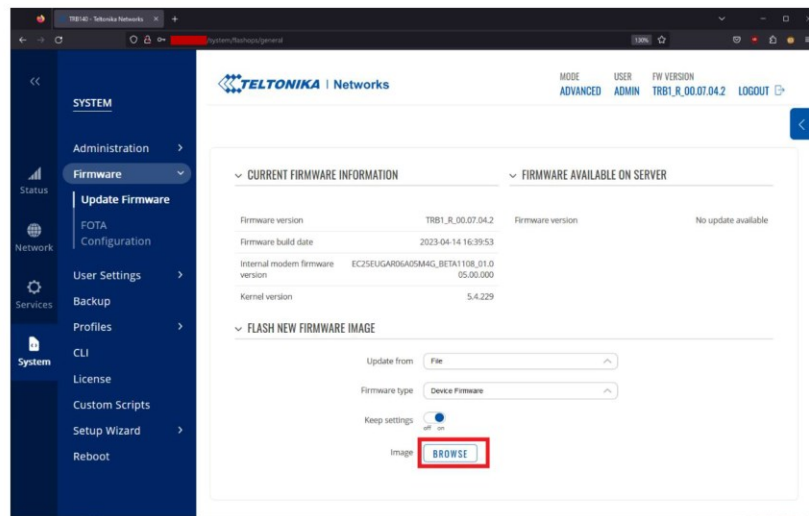 TRB140 - Teltonika Networks
/system/flashops/general
130%
SYSTEM
TELTONIKA | Networks
MODE
ADVANCED
USER
ADMIN
FW VERSION
TRB1_R_00.07.04.2
LOGOUT
Status
Network
Services
System
Administration
Firmware
Update Firmware
FOTA
Configuration
User Settings
Backup
Profiles
CLI
License
Custom Scripts
Setup Wizard
Reboot
CURRENT FIRMWARE INFORMATION
Firmware version TRB1_R_00.07.04.2
Firmware build date 2023-04-14 16:39:53
Internal modem firmware
version
EC25EUGAR06A05M4G_BETA1108_01.0
05.00.000
Kernel version 5.4.229
FIRMWARE AVAILABLE ON SERVER
Firmware version No update available
FLASH NEW FIRMWARE IMAGE
Update from File
Firmware type Device Firmware
Keep settings
off on
Image BROWSE